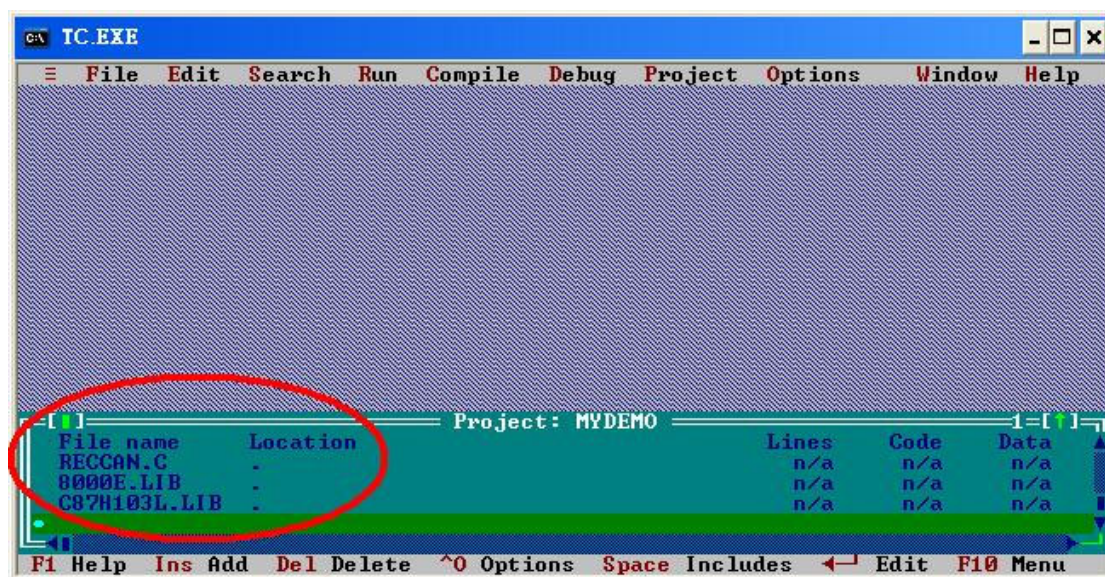 C:\ TC.EXE
≡ File Edit Search Run Compile Debug Project Options Window Help
Project: MYDEMO 1=[↑]
File name Location Lines Code Data
RECCAN.C . n/a n/a n/a
8000E.LIB . n/a n/a n/a
C87H103L.LIB . n/a n/a n/a
F1 Help Ins Add Del Delete ^O Options Space Includes ◄─┘ Edit F10 Menu